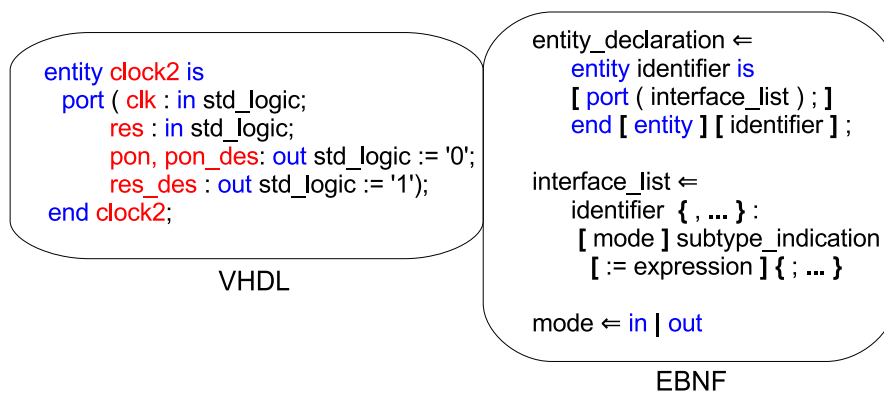 entity clock2 is
port ( clk : in std_logic;
res : in std_logic;
pon, pon_des: out std_logic := '0';
res_des : out std_logic := '1');
end clock2;
VHDL
entity_declaration ⇐
entity identifier is
[ port ( interface_list ) ; ]
end [ entity ] [ identifier ] ;
interface_list ⇐
identifier { , ... } :
[ mode ] subtype_indication
[ := expression ] { ; ... }
mode ⇐ in | out
EBNF